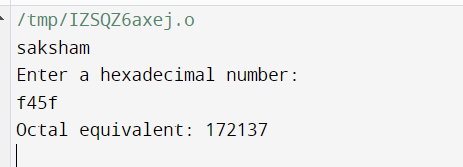 /tmp/IZSQZ6axej.o
saksham
Enter a hexadecimal number:
f45f
Octal equivalent: 172137